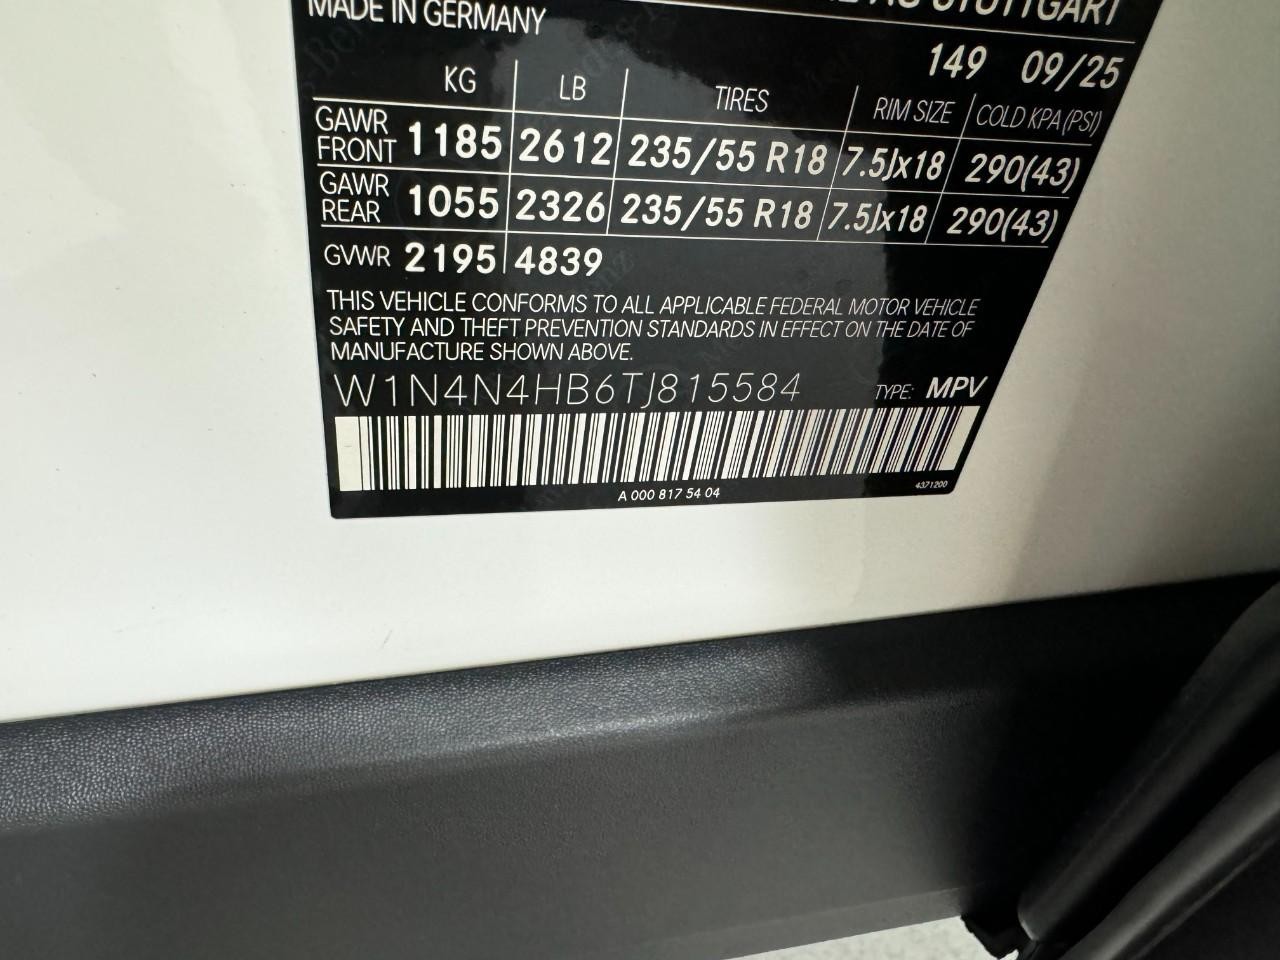 AG STUTTGART
MADE IN GERMANY
149 09/25
KG LB TIRES RIM SIZE COLD KPA (PSI)
GAWR FRONT 1185 2612 235/55 R18 7.5Jx18 290(43)
GAWR REAR 1055 2326 235/55 R18 7.5Jx18 290(43)
GVWR 2195 4839
THIS VEHICLE CONFORMS TO ALL APPLICABLE FEDERAL MOTOR VEHICLE
SAFETY AND THEFT PREVENTION STANDARDS IN EFFECT ON THE DATE OF
MANUFACTURE SHOWN ABOVE.
W1N4N4HB6TJ815584 TYPE: MPV
A 000 817 54 04
4371200